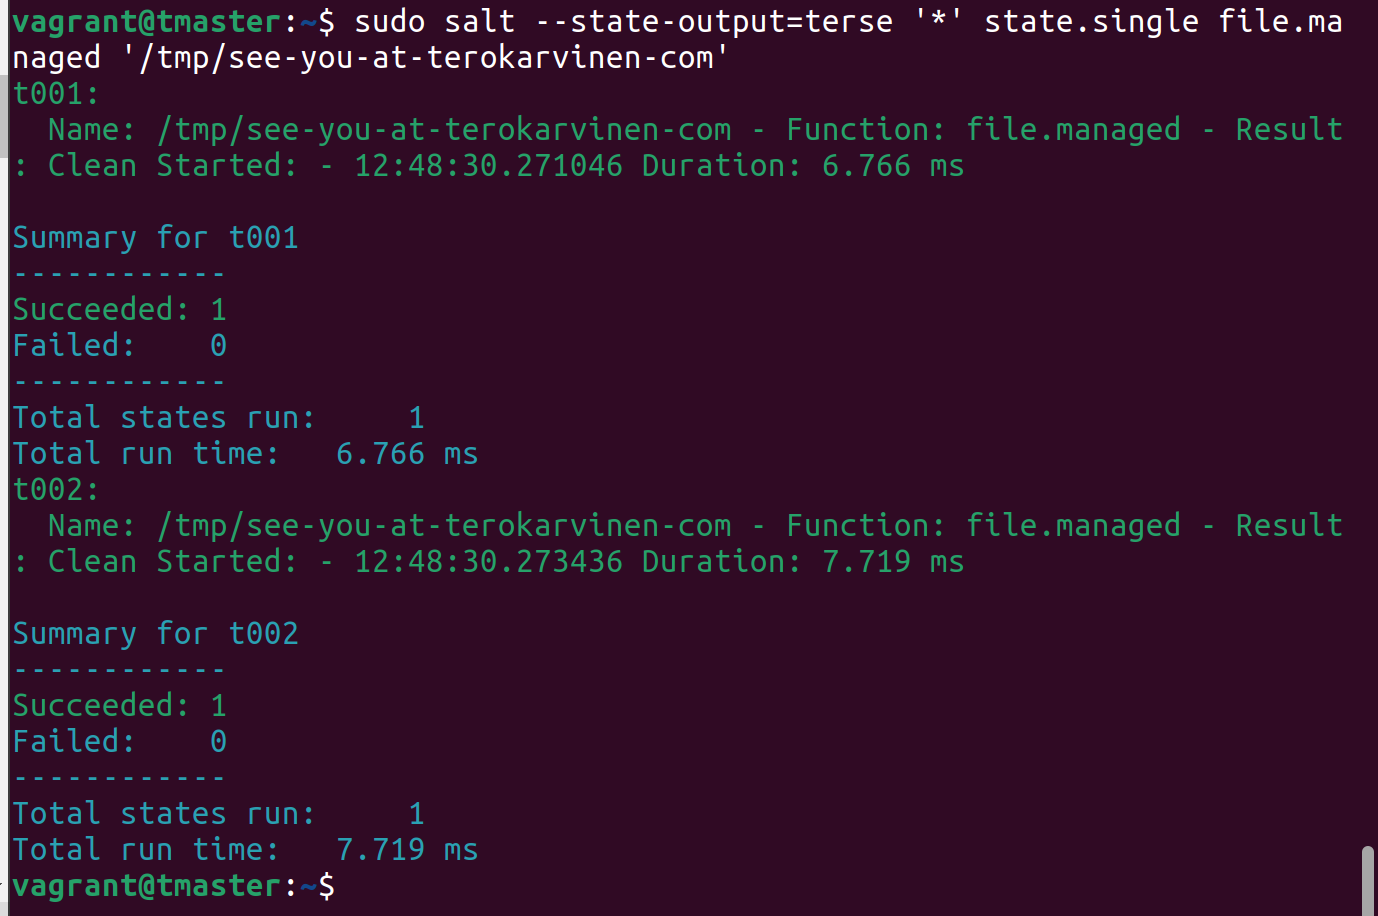 vagrant@tmaster:~$ sudo salt --state-output=terse '*' state.single file.ma
naged '/tmp/see-you-at-terokarvinen-com'
t001:
  Name: /tmp/see-you-at-terokarvinen-com - Function: file.managed - Result
: Clean Started: - 12:48:30.271046 Duration: 6.766 ms

Summary for t001
------------
Succeeded: 1
Failed:    0
------------
Total states run:     1
Total run time:   6.766 ms
t002:
  Name: /tmp/see-you-at-terokarvinen-com - Function: file.managed - Result
: Clean Started: - 12:48:30.273436 Duration: 7.719 ms

Summary for t002
------------
Succeeded: 1
Failed:    0
------------
Total states run:     1
Total run time:   7.719 ms
vagrant@tmaster:~$